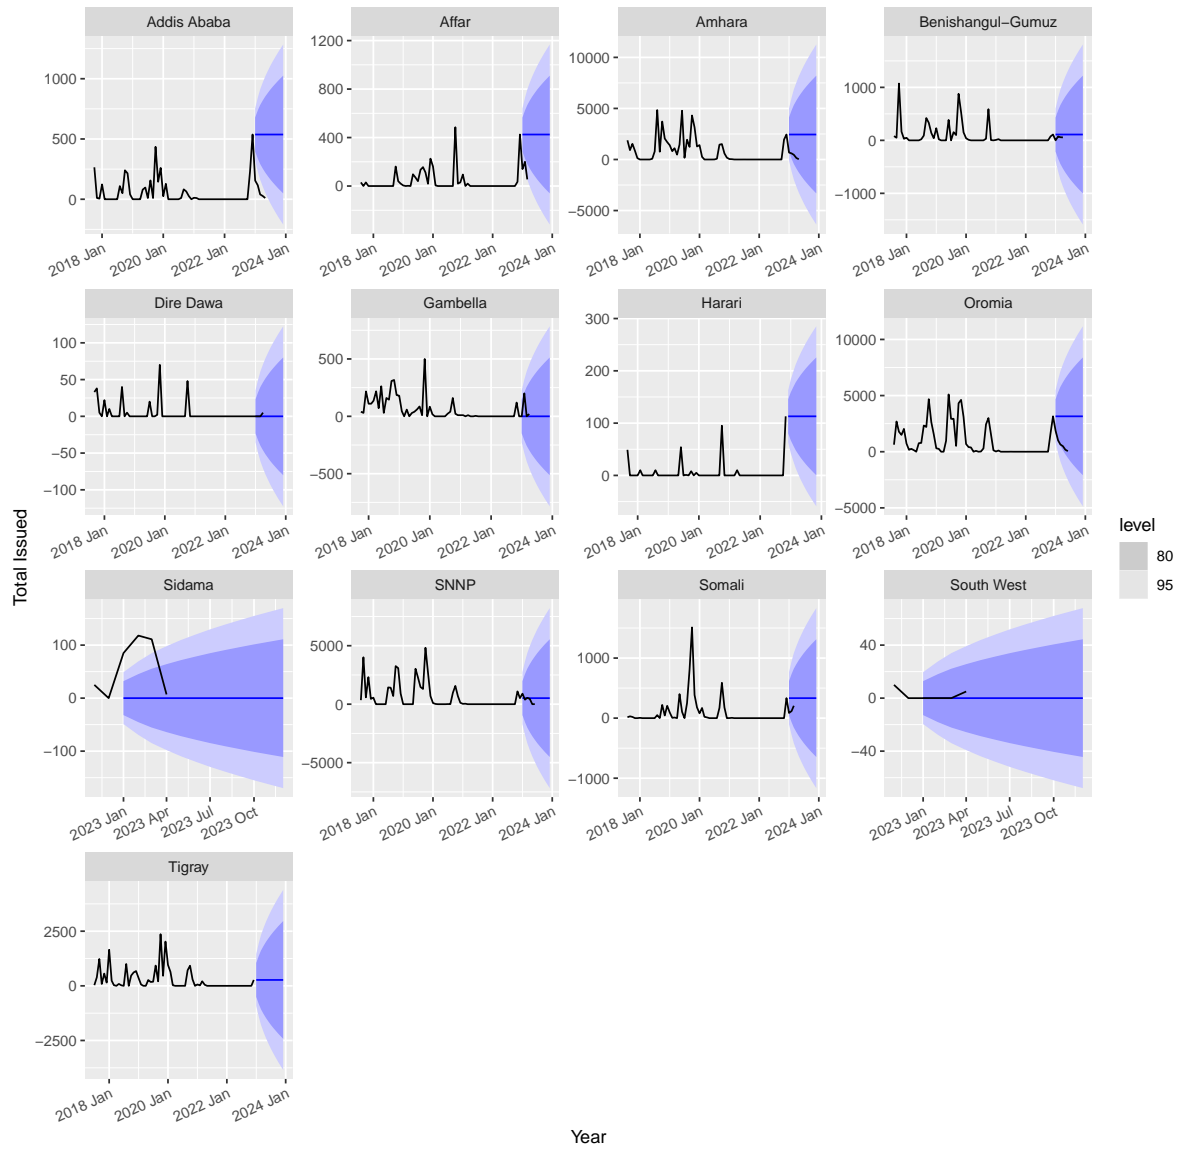 Addis Ababa
Affar
Amhara
Benishangul−Gumuz
1000
500
0
1200
800
400
0
10000
5000
0
−5000
1000
0
−1000
2018 Jan
2020 Jan
2022 Jan
2024 Jan
2018 Jan
2020 Jan
2022 Jan
2024 Jan
2018 Jan
2020 Jan
2022 Jan
2024 Jan
2018 Jan
2020 Jan
2022 Jan
2024 Jan
Dire Dawa
Gambella
Harari
Oromia
100
50
0
−50
−100
500
0
−500
300
200
100
0
10000
5000
0
−5000
2018 Jan
2020 Jan
2022 Jan
2024 Jan
2018 Jan
2020 Jan
2022 Jan
2024 Jan
2018 Jan
2020 Jan
2022 Jan
2024 Jan
2018 Jan
2020 Jan
2022 Jan
2024 Jan
Total Issued
level
80
95
Sidama
SNNP
Somali
South West
100
0
−100
5000
0
−5000
1000
0
−1000
40
0
−40
2023 Jan
2023 Apr
2023 Jul
2023 Oct
2018 Jan
2020 Jan
2022 Jan
2024 Jan
2018 Jan
2020 Jan
2022 Jan
2024 Jan
2023 Jan
2023 Apr
2023 Jul
2023 Oct
Tigray
2500
0
−2500
2018 Jan
2020 Jan
2022 Jan
2024 Jan
Year